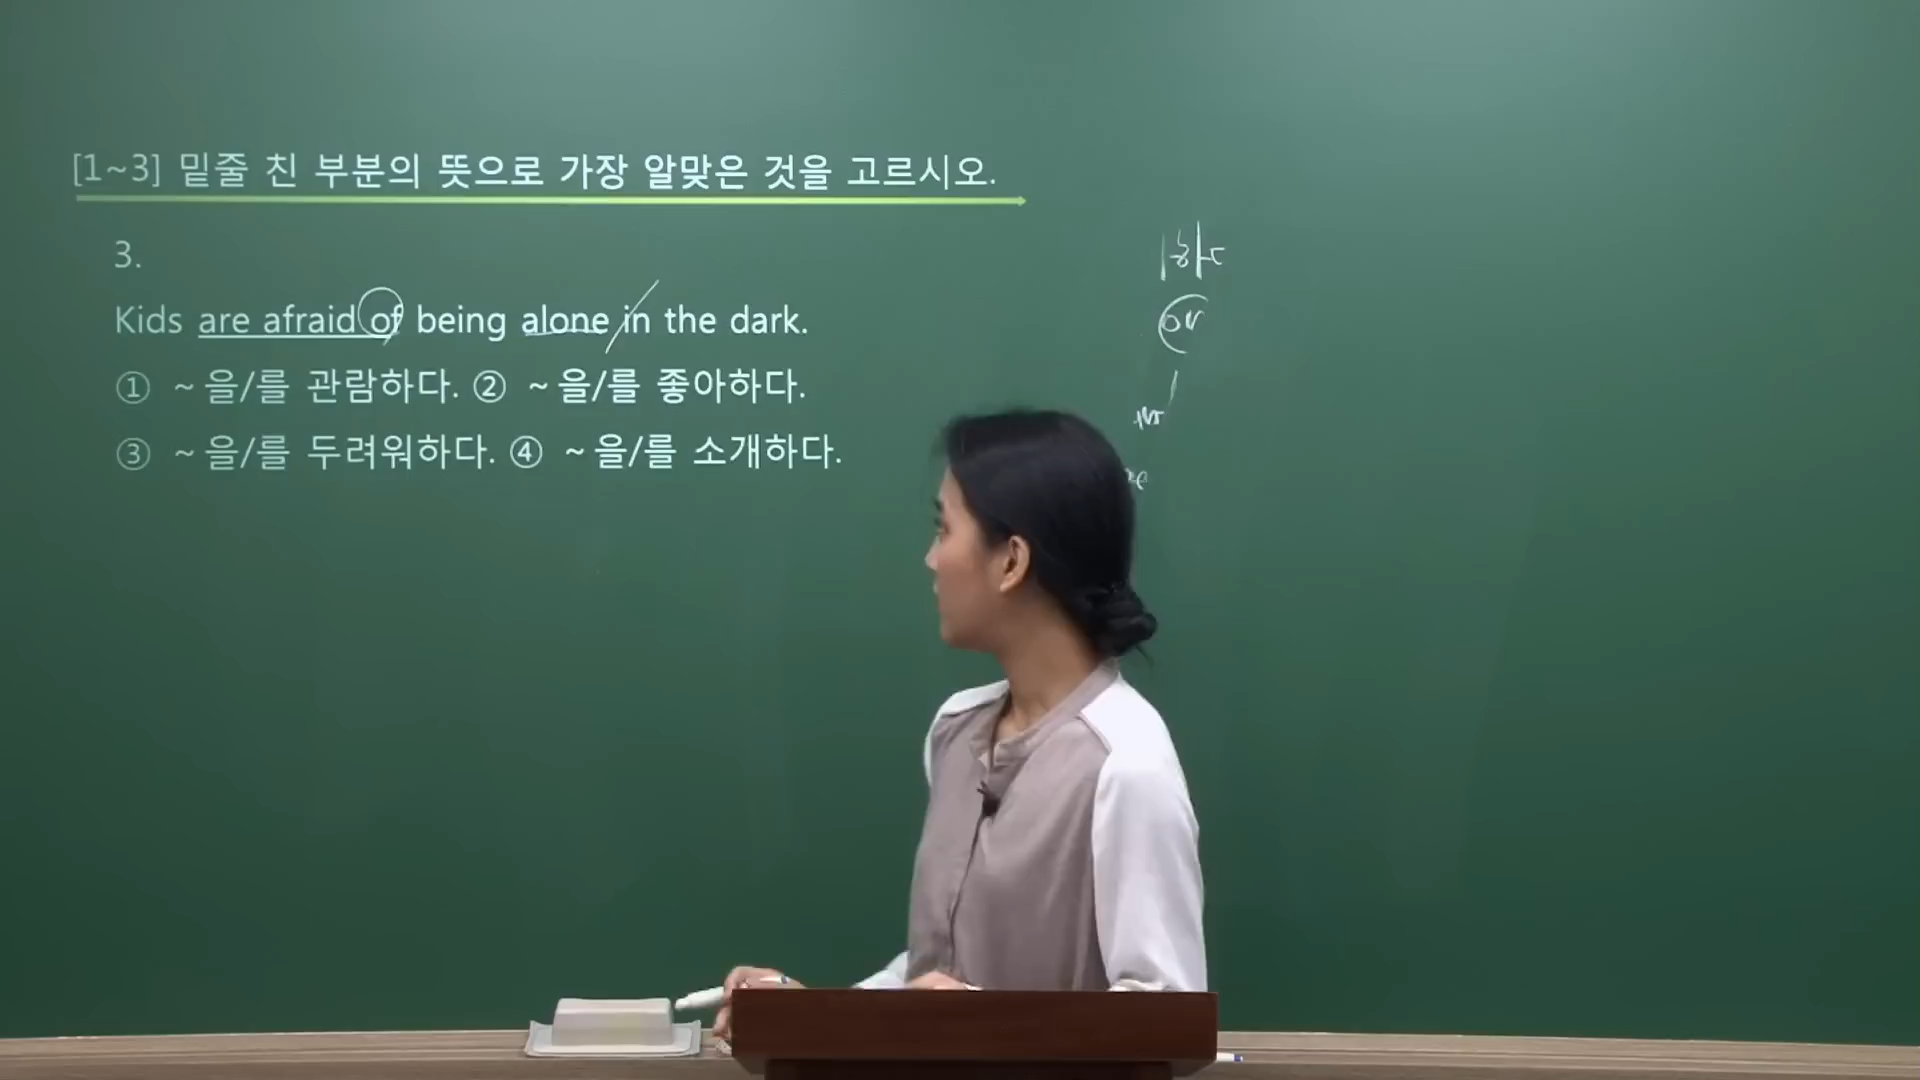 [1~3] 밑줄 친 부분의 뜻으로 가장 알맞은 것을 고르시오.
3.
Kids are afraid of being alone in the dark.
① ~을/를 관람하다. ② ~을/를 좋아하다.
③ ~을/를 두려워하다. ④ ~을/를 소개하다.